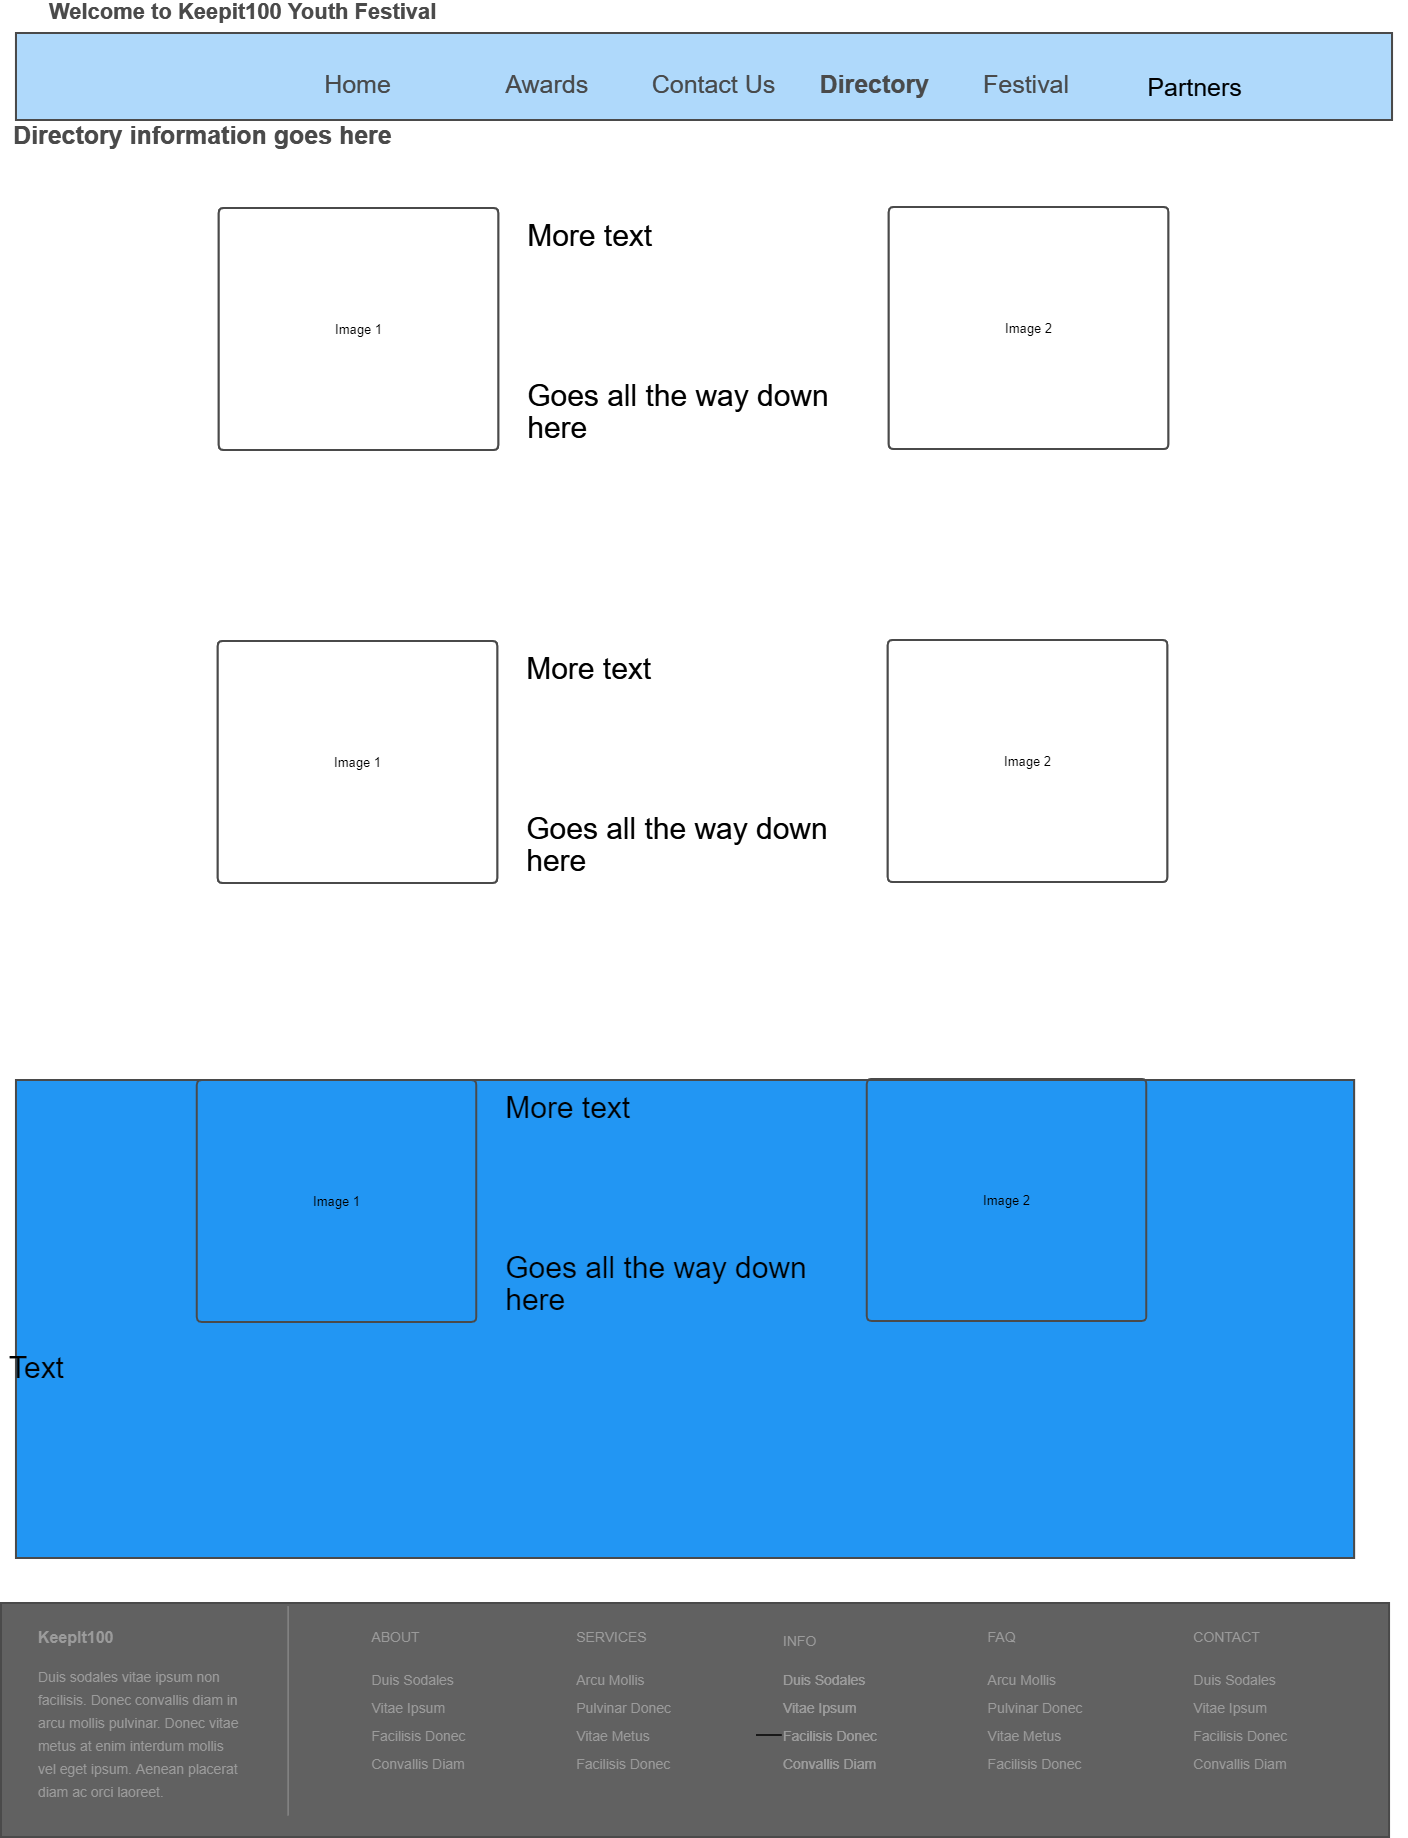 Welcome to Keepit100 Youth Festival
Home Awards Contact Us Directory Festival Partners
Directory information goes here
More text
Image 1
Image 2
Goes all the way down
here
More text
Image 1
Image 2
Goes all the way down
here
More text
Image 1
Image 2
Goes all the way down
here
Text
KeepIt100
Duis sodales vitae ipsum non
facilisis. Donec convallis diam in
arcu mollis pulvinar. Donec vitae
metus at enim interdum mollis
vel eget ipsum. Aenean placerat
diam ac orci laoreet.
ABOUT
Duis Sodales
Vitae Ipsum
Facilisis Donec
Convallis Diam
SERVICES
Arcu Mollis
Pulvinar Donec
Vitae Metus
Facilisis Donec
INFO
Duis Sodales
Vitae Ipsum
Facilisis Donec
Convallis Diam
FAQ
Arcu Mollis
Pulvinar Donec
Vitae Metus
Facilisis Donec
CONTACT
Duis Sodales
Vitae Ipsum
Facilisis Donec
Convallis Diam